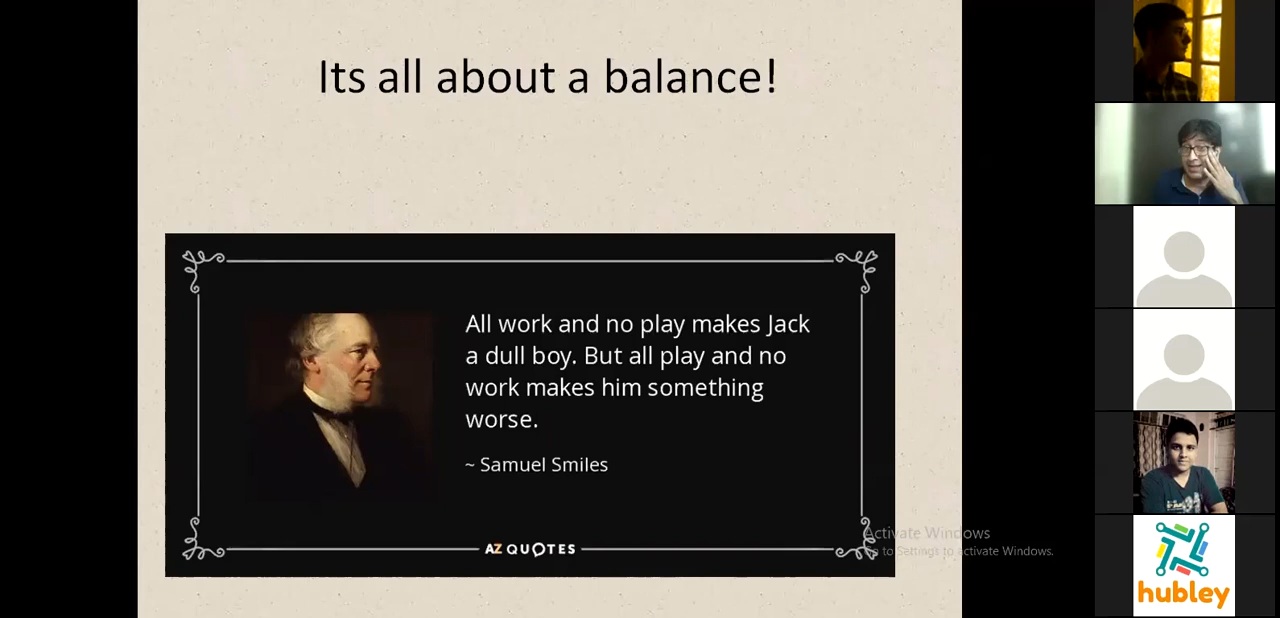 Its all about a balance!
All work and no play makes Jack
a dull boy. But all play and no
work makes him something
worse.
~ Samuel Smiles
AZ QUOTES
Activate Windows
Go to Settings to activate Windows.
hubley